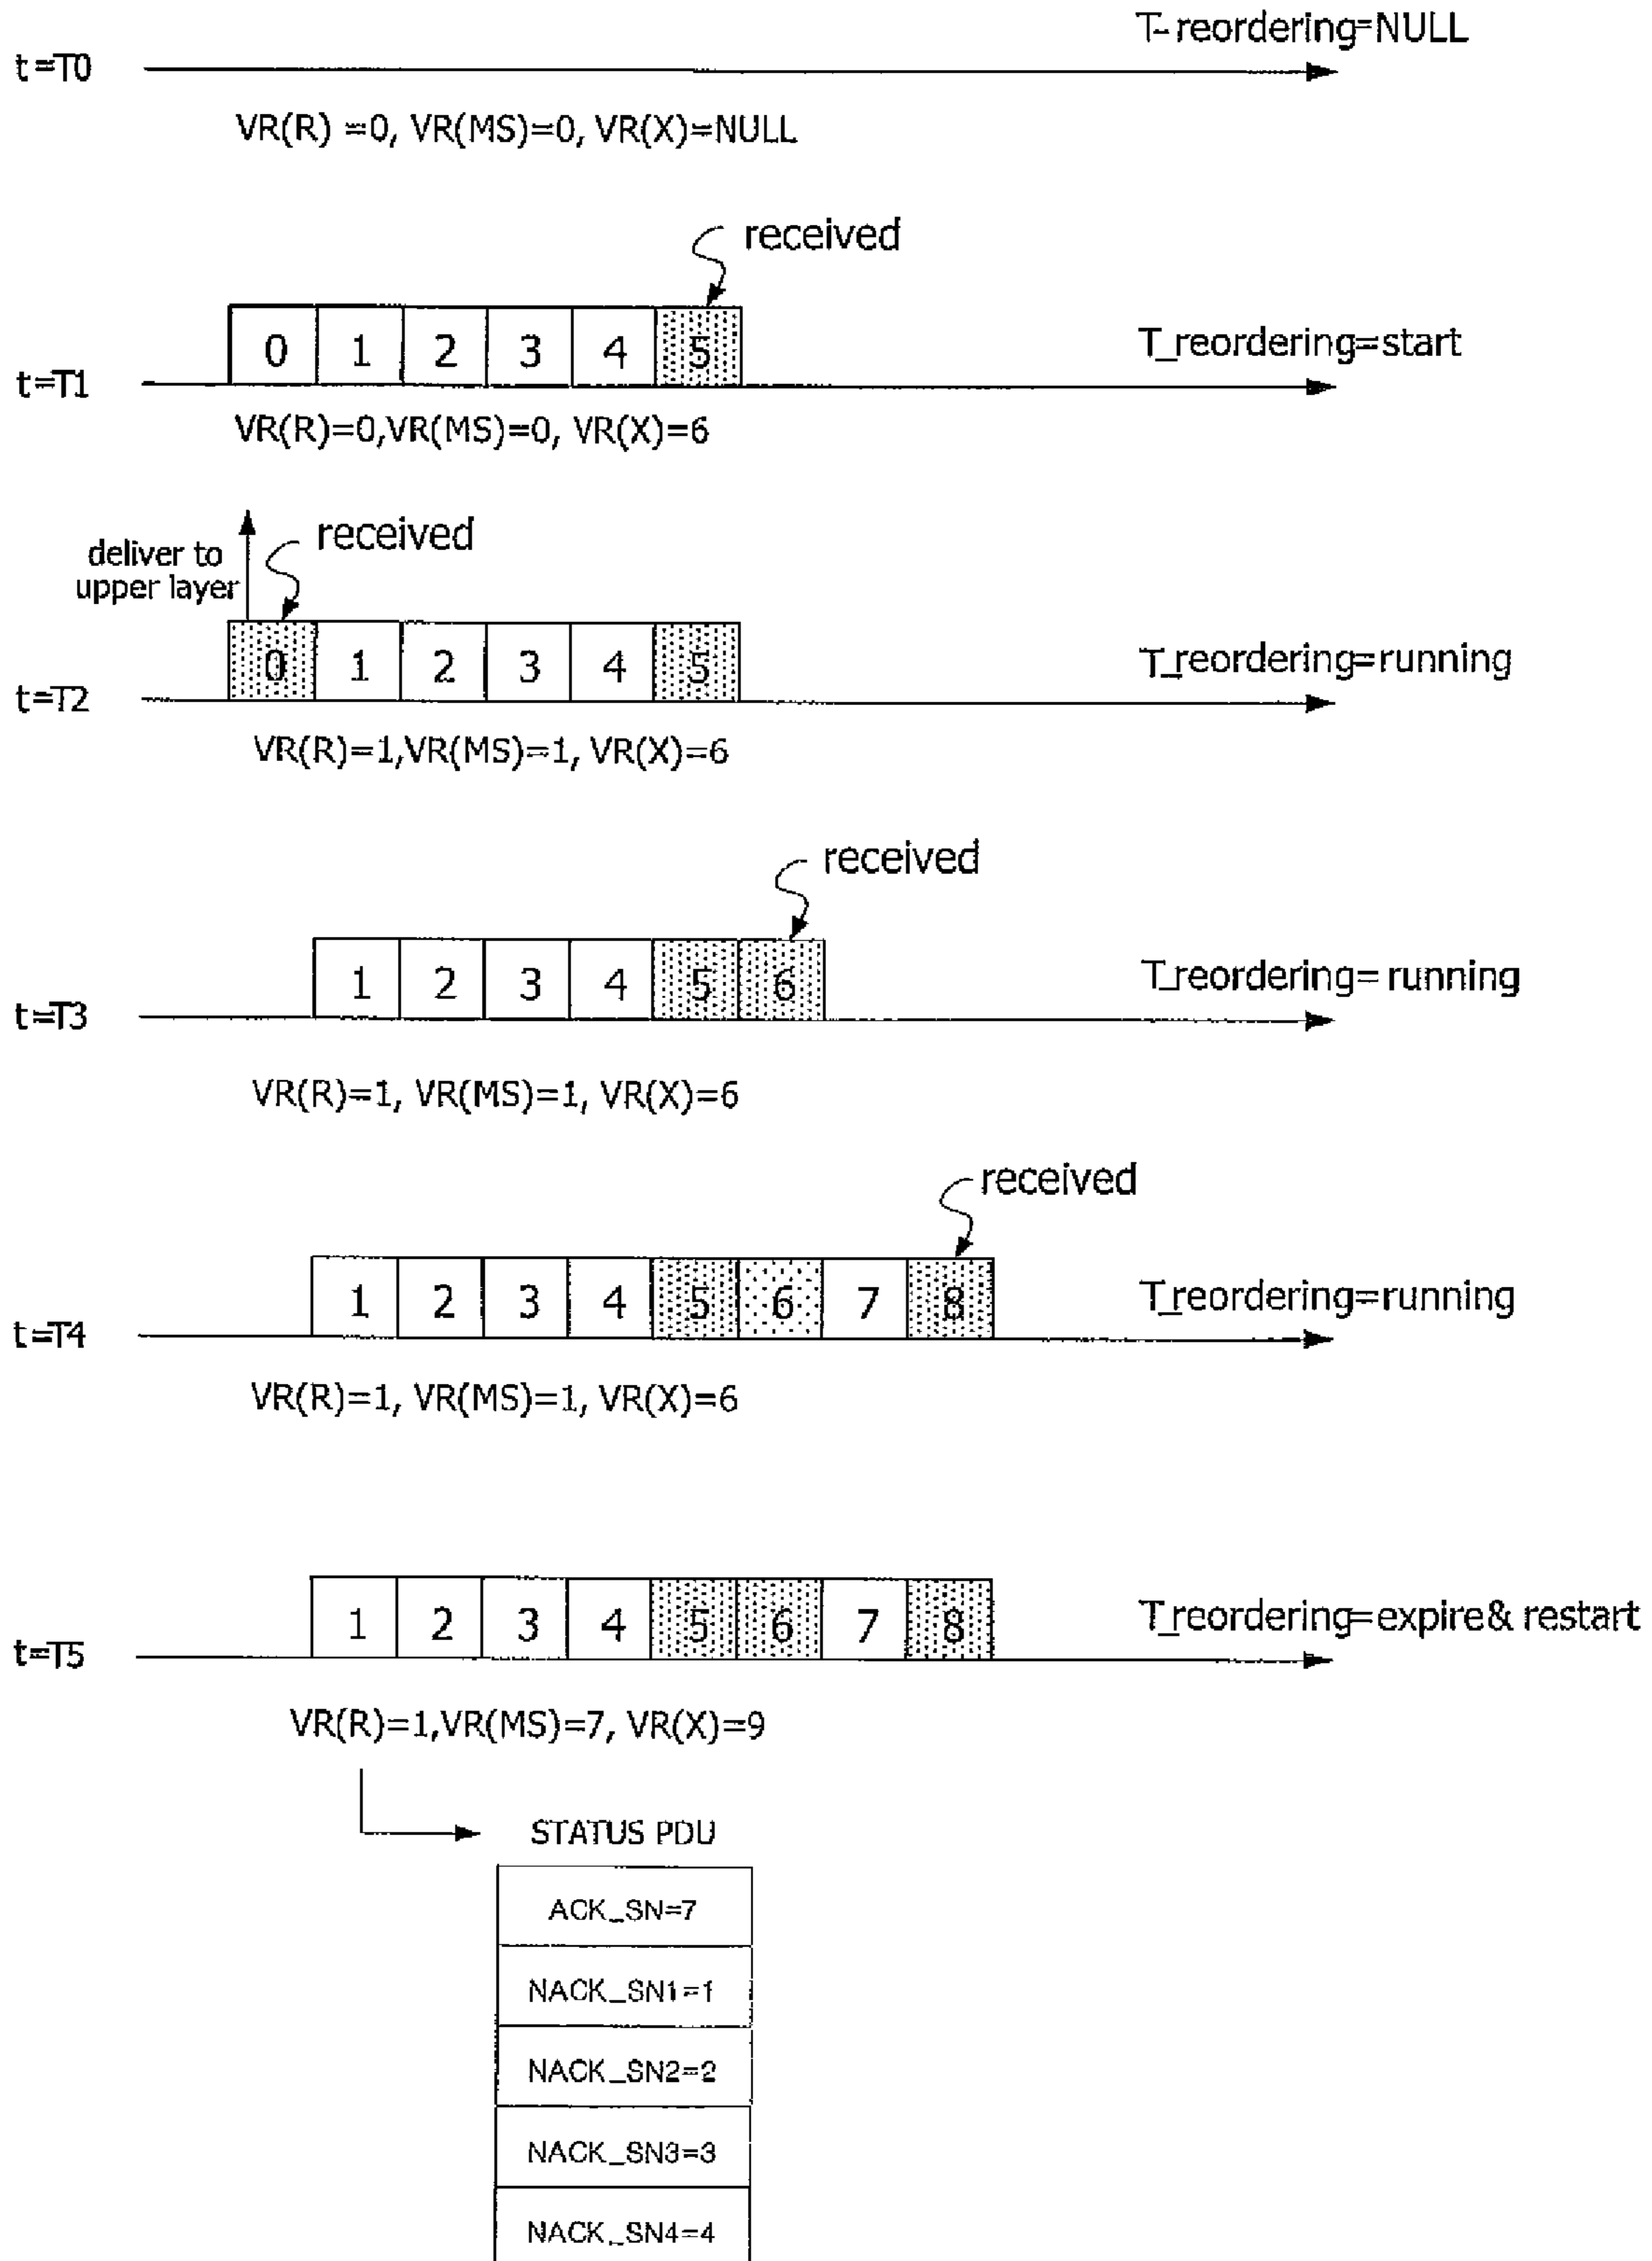 T-reordering=NULL
t=T0
VR(R) =0, VR(MS)=0, VR(X)=NULL
received
0 1 2 3 4 5
T_reordering=start
t=T1
VR(R)=0,VR(MS)=0, VR(X)=6
deliver to
upper layer
received
0 1 2 3 4 5
T_reordering=running
t=T2
VR(R)=1,VR(MS)=1, VR(X)=6
received
1 2 3 4 5 6
T_reordering= running
t=T3
VR(R)=1, VR(MS)=1, VR(X)=6
received
1 2 3 4 5 6 7 8
T_reordering=running
t=T4
VR(R)=1, VR(MS)=1, VR(X)=6
1 2 3 4 5 6 7 8
T_reordering=expire& restart
t=T5
VR(R)=1,VR(MS)=7, VR(X)=9
STATUS PDU
ACK_SN=7
NACK_SN1=1
NACK_SN2=2
NACK_SN3=3
NACK_SN4=4